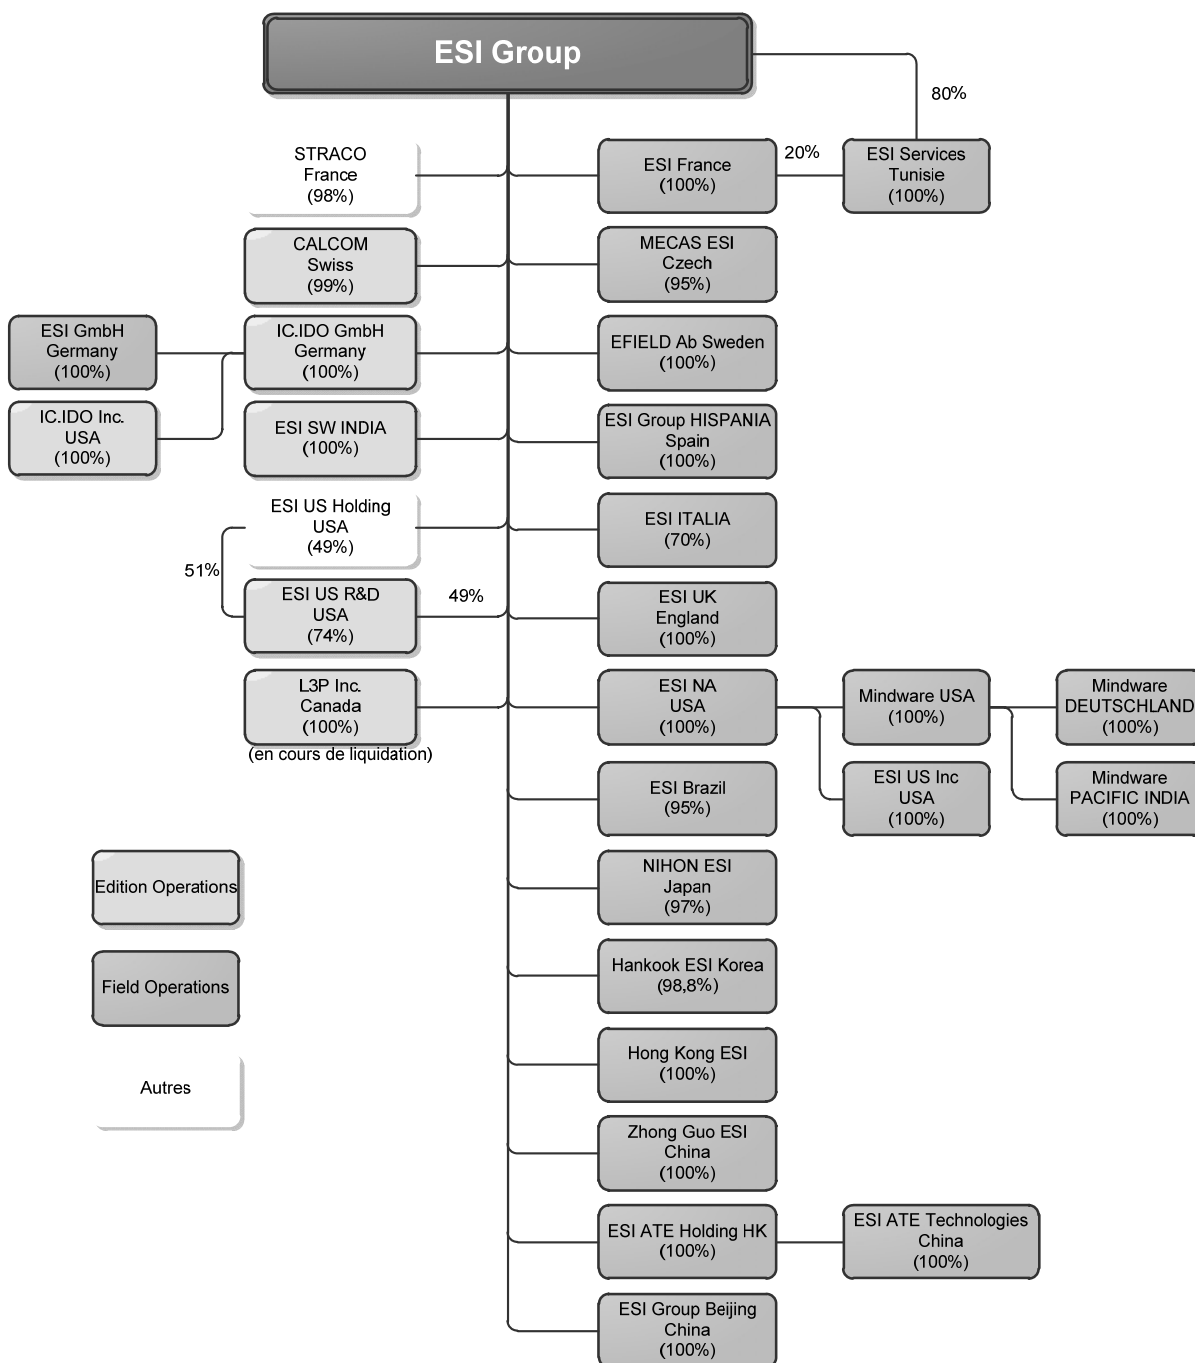 ESI Group
80%
STRACO
France
(98%)
ESI France
(100%)
20%
ESI Services
Tunisie
(100%)
CALCOM
Swiss
(99%)
MECAS ESI
Czech
(95%)
ESI GmbH
Germany
(100%)
IC.IDO GmbH
Germany
(100%)
EFIELD Ab Sweden
(100%)
IC.IDO Inc.
USA
(100%)
ESI SW INDIA
(100%)
ESI Group HISPANIA
Spain
(100%)
ESI US Holding
USA
(49%)
ESI ITALIA
(70%)
51%
ESI US R&D
USA
(74%)
49%
ESI UK
England
(100%)
L3P Inc.
Canada
(100%)
(en cours de liquidation)
ESI NA
USA
(100%)
Mindware USA
(100%)
Mindware
DEUTSCHLAND
(100%)
ESI Brazil
(95%)
ESI US Inc
USA
(100%)
Mindware
PACIFIC INDIA
(100%)
Edition Operations
NIHON ESI
Japan
(97%)
Field Operations
Hankook ESI Korea
(98,8%)
Autres
Hong Kong ESI
(100%)
Zhong Guo ESI
China
(100%)
ESI ATE Holding HK
(100%)
ESI ATE Technologies
China
(100%)
ESI Group Beijing
China
(100%)